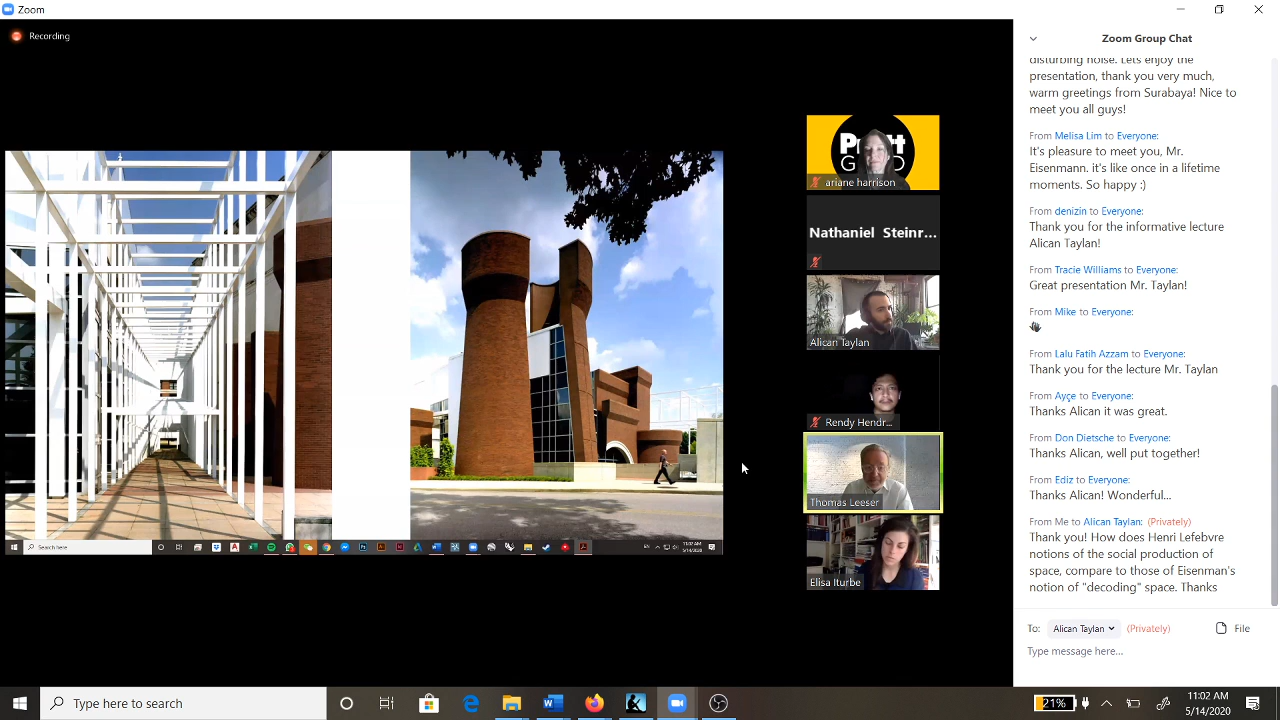 Zoom
Recording
Zoom Group Chat
disturbing noise. Lets enjoy the
presentation, thank you very much,
warm greetings from Surabaya! Nice to
meet you all guys!
From Melisa Lim to Everyone:
It's pleasure to meet you, Mr.
Eisenmann. it's like once in a lifetime
moments. So happy :)
From denizin to Everyone:
Thank you for the informative lecture
Alican Taylan!
From Tracie Williams to Everyone:
Great presentation Mr. Taylan!
From Mike to Everyone:
From Lalu Fatih Azzam to Everyone:
Thank you for the lecture Mr. Taylan
From Ayçe to Everyone:
Thanks Alican it was great.
From Don Dietsche to Everyone:
Thanks Alican, well put together!
From Ediz to Everyone:
Thanks Alican! Wonderful...
From Me to Alican Taylan: (Privately)
Thank you! How does Henri Lefebvre
notions of the social production of
space, compare to those of Eisenman's
notion of "decoding" space. Thanks
To: Alican Taylan (Privately) File
Type message here...
ariane harrison
Nathaniel Steinr...
Alican Taylan
Rendy Hendr...
Thomas Leeser
Elisa Iturbe
Search here
11:02 AM
5/14/2020
Type here to search
21%
11:02 AM
5/14/2020